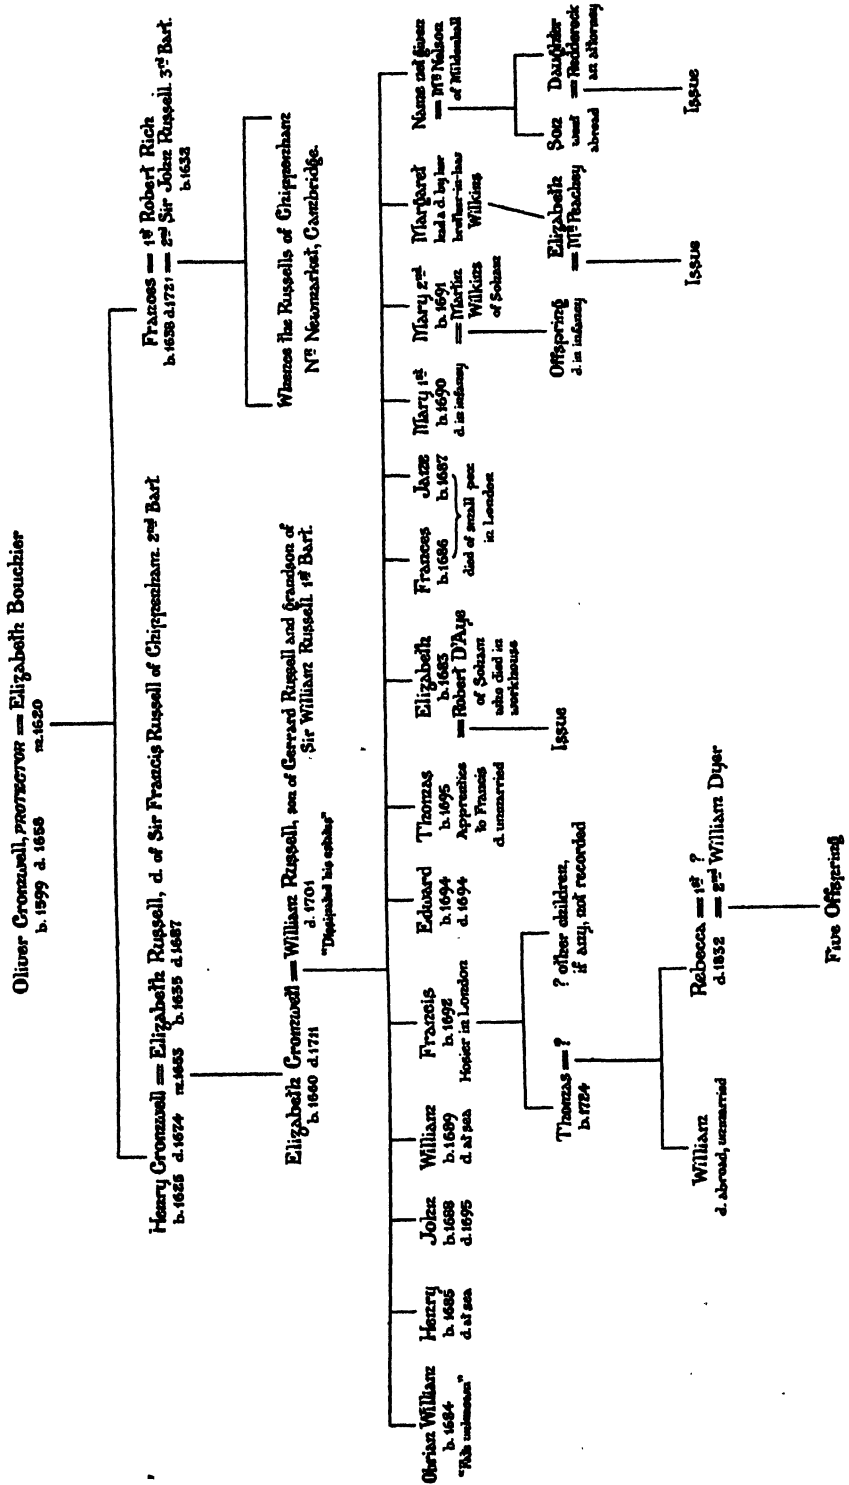 Oliver Cromwell, PROTECTOR = Elizabeth Bouchier
b. 1599 d. 1658 m.1620
Henry Cromwell = Elizabeth Russell, d. of Sir Francis Russell of Chippenham 2nd Bart
b. 1628 d.1674 m.1653 b.1635 d.1687
Frances = 1st Robert Rich
b.1638 d.1721 = 2nd Sir John Russell 3rd Bart.
b.1632
Elizabeth Cromwell = William Russell, son of Gerrard Russell and grandson of
b. 1660 d.1711 d. 1701 Sir William Russell 1st Bart.
"Dissipated his estates"
Whence the Russells of Chippenham
Nr Newmarket, Cambridge.
Obrian William
b. 1684
"Fate unknown"
Henry
b. 1685
d. at sea
John
b.1688
d.1695
William
b.1689
d. at sea
Francis
b. 1692
Hosier in London
Edward
b.1694
d.1694
Thomas
b.1695
Apprentice
to Francis
d. unmarried
Elizabeth
b.1683
= Robert D'Aye
of Soham
who died in
workhouse
Frances
b.1686
Jane
b.1687
died of small pox
in London
Mary 1st
b.1690
d. in infancy
Mary 2nd
b.1691
= Martin
Wilkins
of Soham
Margaret
had a d. by her
brother-in-law
Wilkins
Name not given
= Mr Nelson
of Mildenhall
Thomas = ?
b.1724
? other children,
if any, not recorded
Issue
Offspring
d. in infancy
Elizabeth
= Mr Peachey
Son
went
abroad
Daughter
= Redderock
an attorney
William
d. abroad, unmarried
Rebecca = 1st ?
d.1832 = 2nd William Dyer
Issue
Issue
Five Offspring